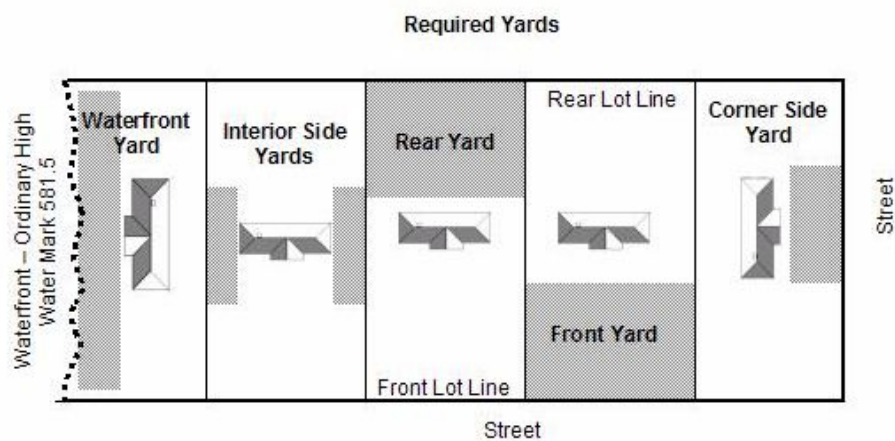 Required Yards
Waterfront – Ordinary High
Water Mark 581.5
Waterfront
Yard
Interior Side
Yards
Rear Yard
Rear Lot Line
Corner Side
Yard
Street
Front Yard
Front Lot Line
Street